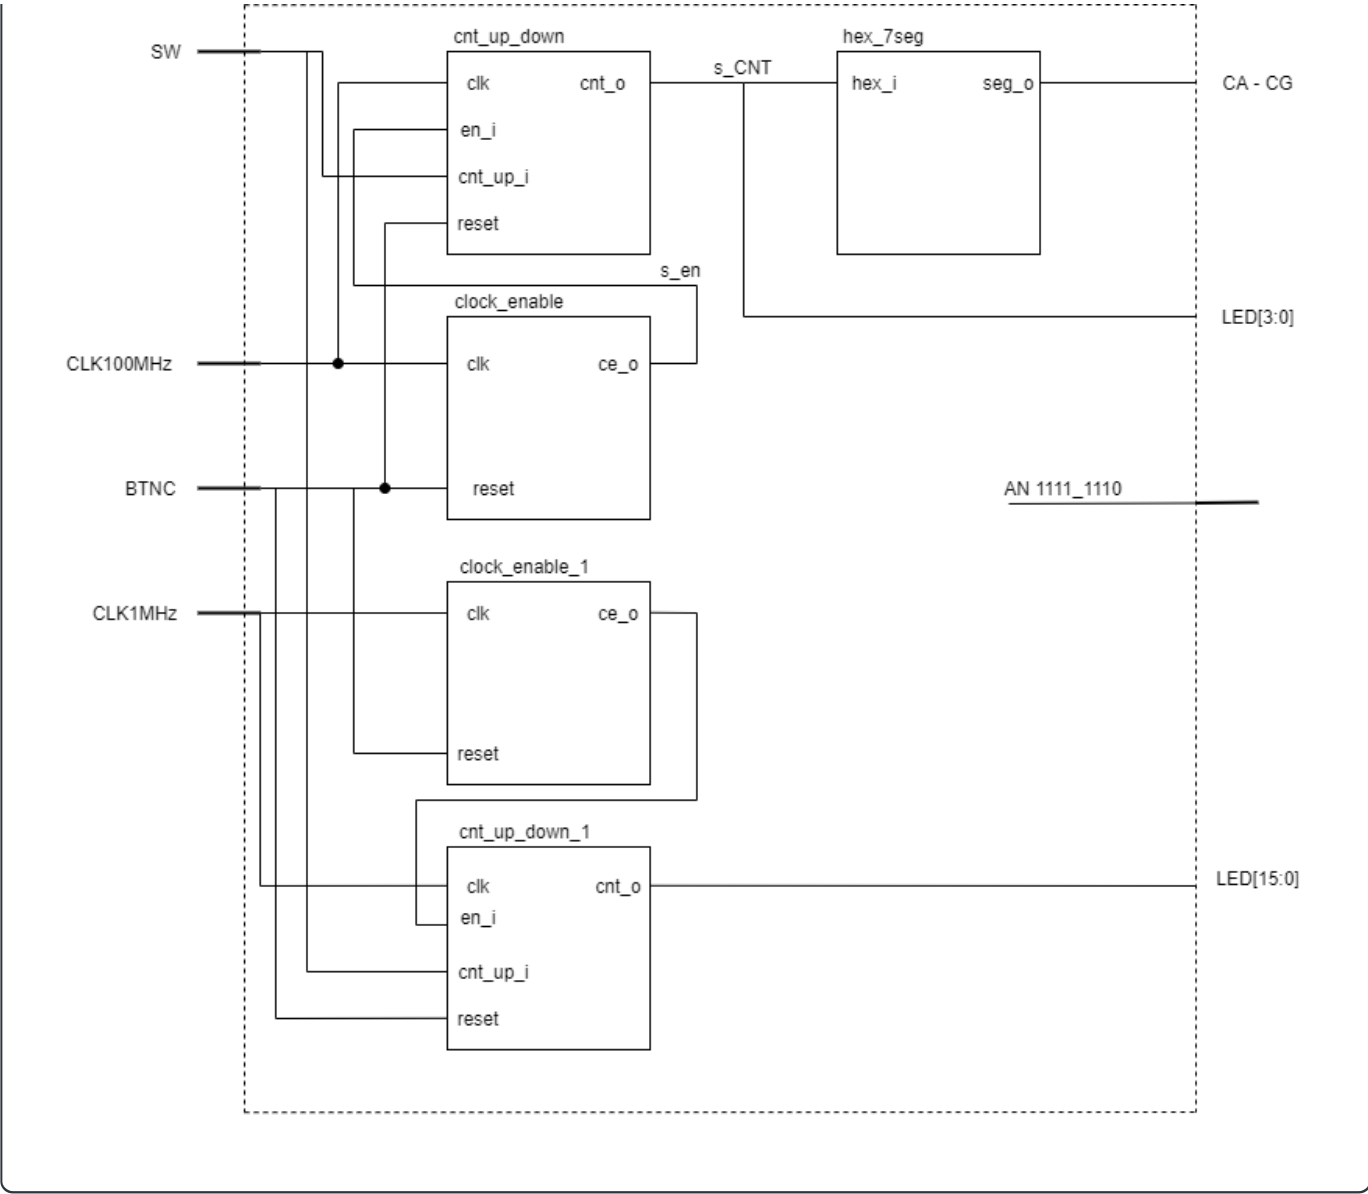 cnt_up_down
hex_7seg
SW
s_CNT
clk
cnt_o
hex_i
seg_o
CA - CG
en_i
cnt_up_i
reset
s_en
clock_enable
LED[3:0]
CLK100MHz
clk
ce_o
BTNC
reset
AN 1111_1110
clock_enable_1
CLK1MHz
clk
ce_o
reset
cnt_up_down_1
clk
cnt_o
LED[15:0]
en_i
cnt_up_i
reset